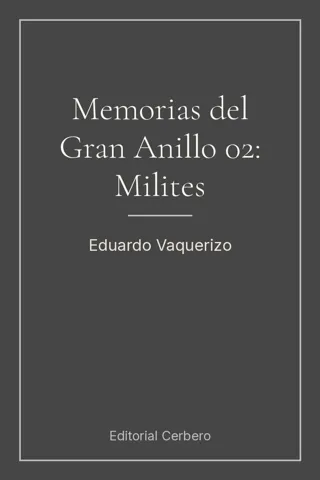 Memorias del
Gran Anillo 02:
Milites
Eduardo Vaquerizo
Editorial Cerbero